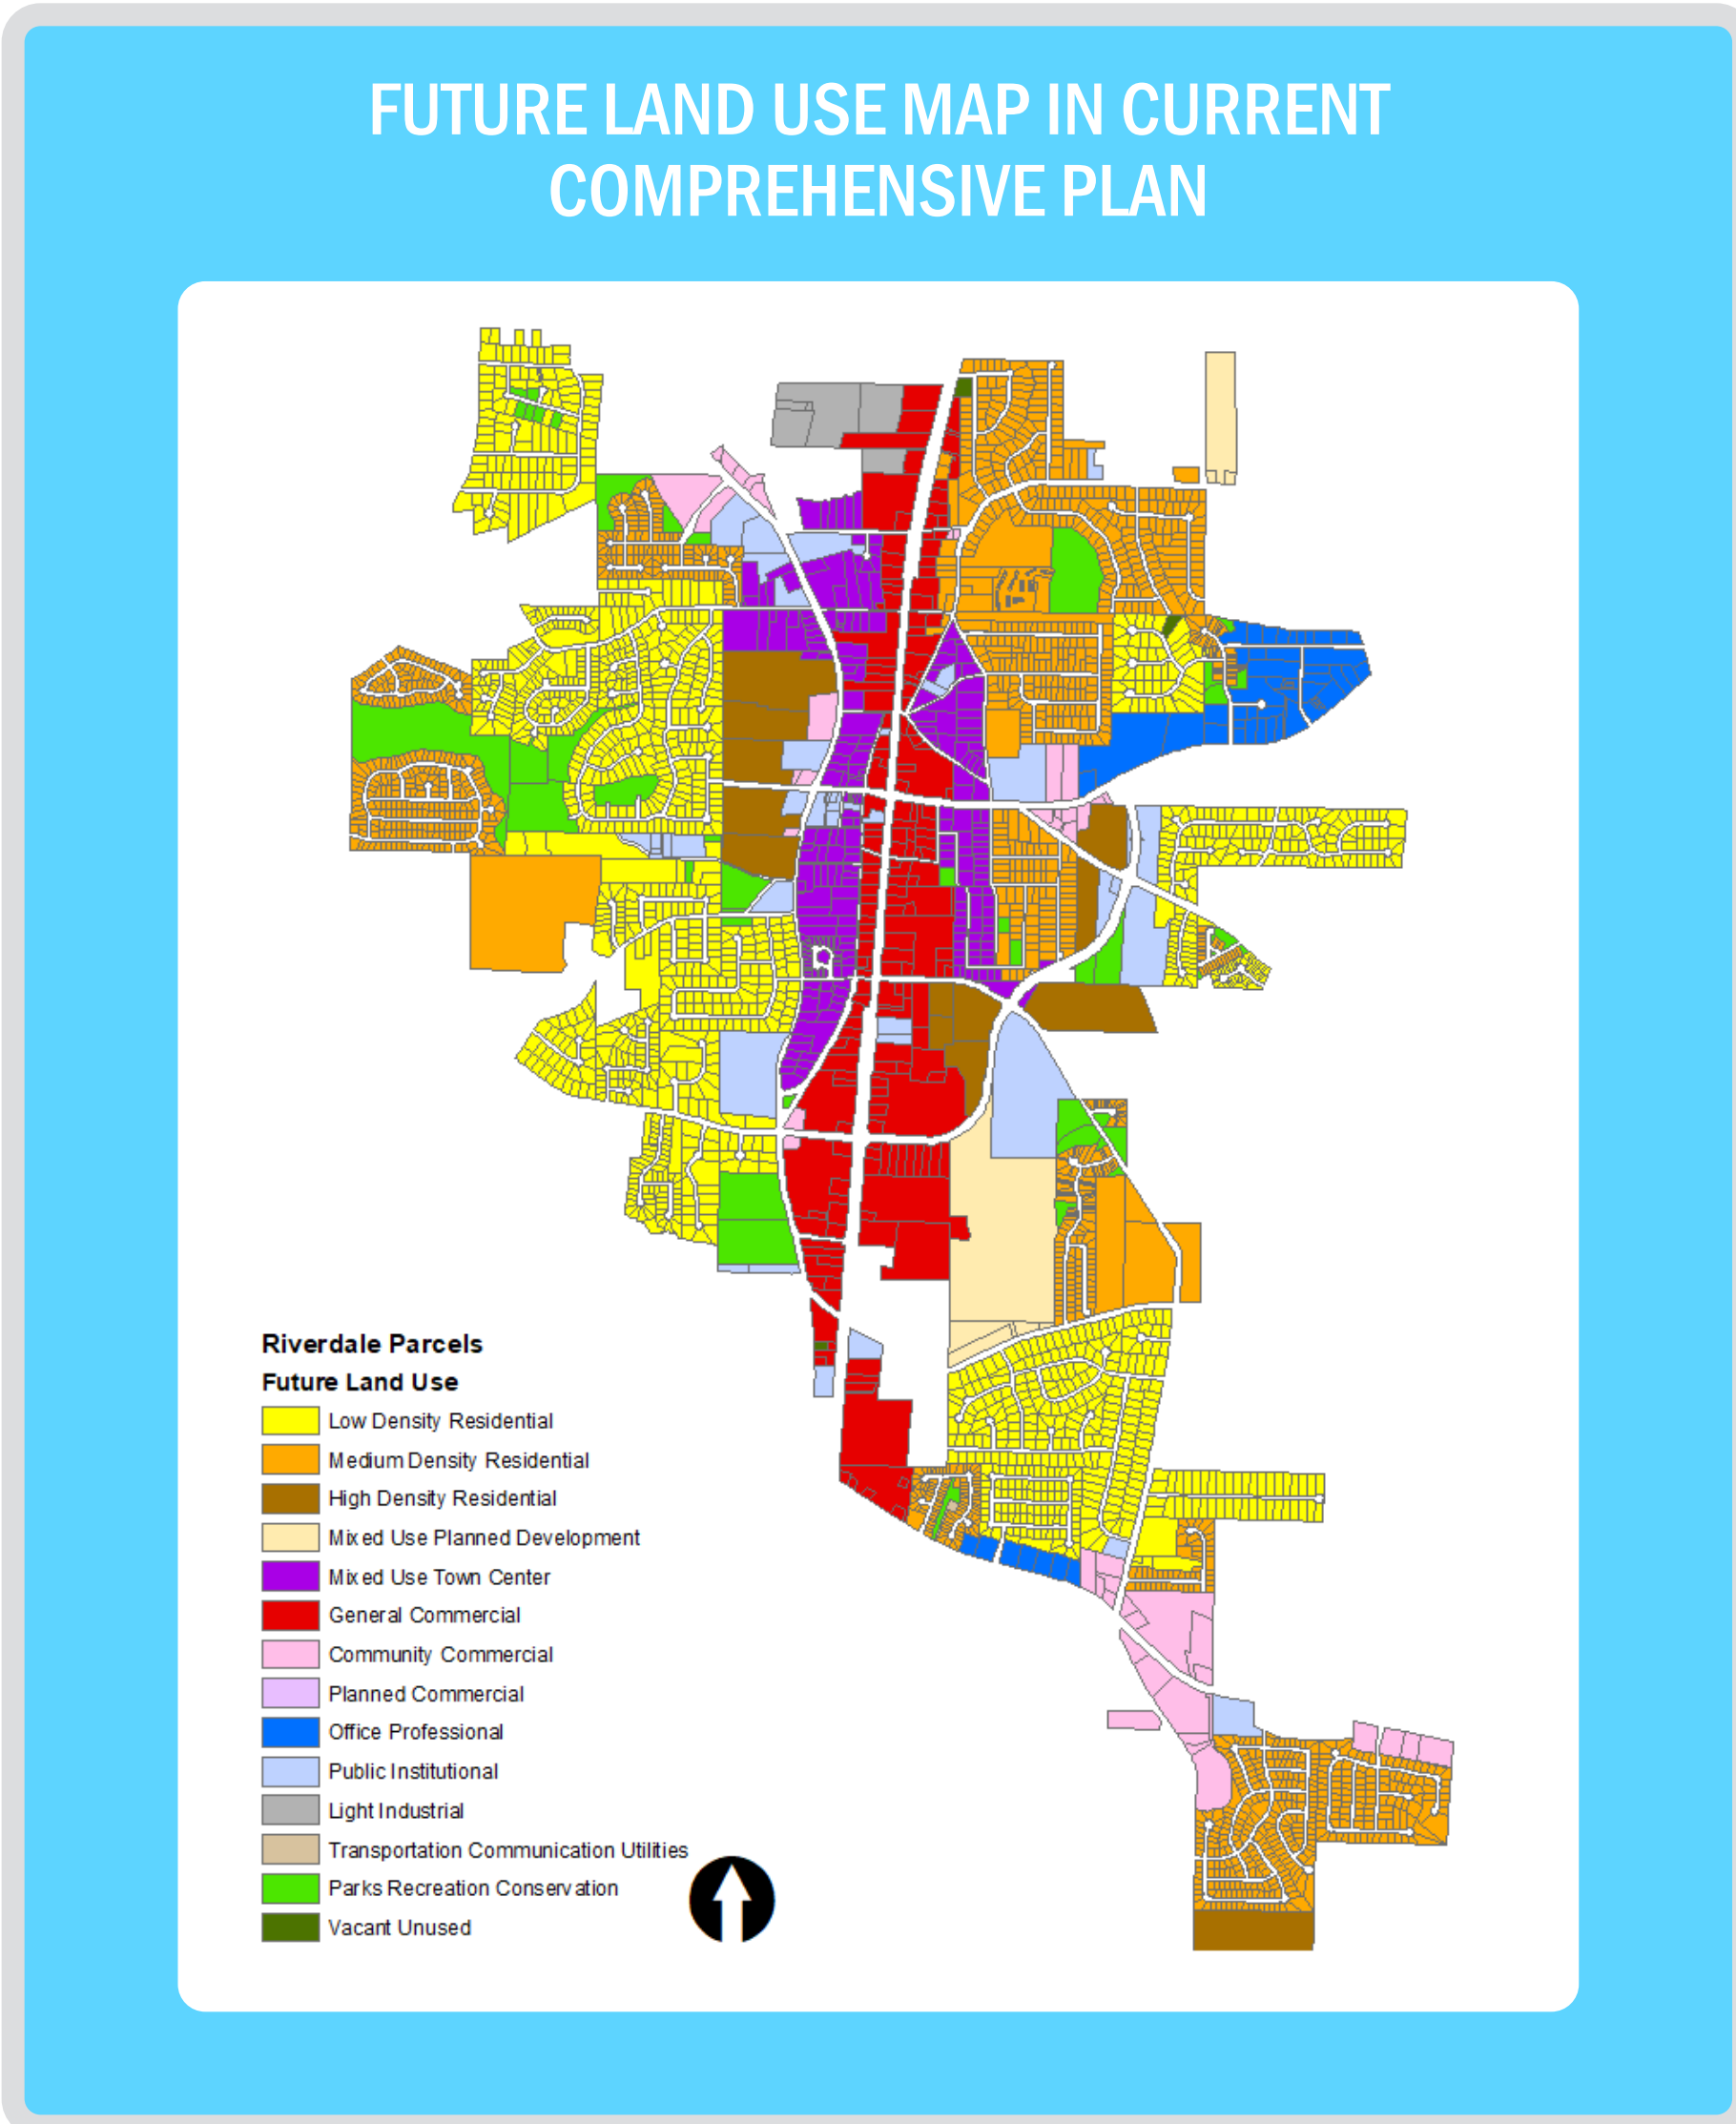 FUTURE LAND USE MAP IN CURRENT
COMPREHENSIVE PLAN
Riverdale Parcels
Future Land Use
Low Density Residential
Medium Density Residential
High Density Residential
Mixed Use Planned Development
Mixed Use Town Center
General Commercial
Community Commercial
Planned Commercial
Office Professional
Public Institutional
Light Industrial
Transportation Communication Utilities
Parks Recreation Conservation
Vacant Unused